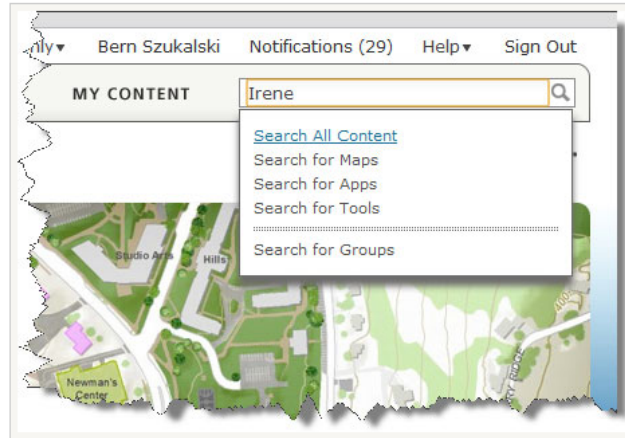 Bern Szukalski Notifications (29) Help Sign Out
MY CONTENT Irene
Search All Content
Search for Maps
Search for Apps
Search for Tools
Search for Groups
Studio Arts Hills
Newman's
Center